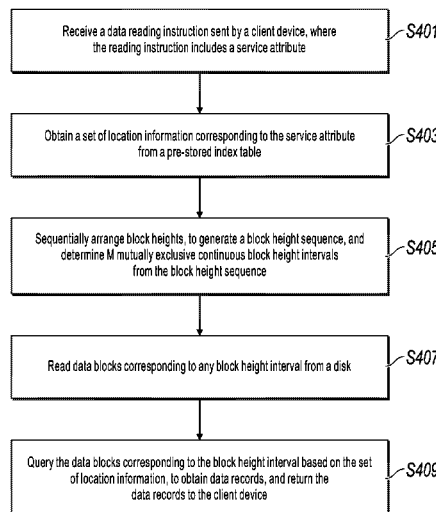 Receive a data reading instruction sent by a client device, where
the reading instruction includes a service attribute
S401
Obtain a set of location information corresponding to the service attribute
from a pre-stored index table
S403
Sequentially arrange block heights, to generate a block height sequence, and
determine M mutually exclusive continuous block height intervals
from the block height sequence
S405
Read data blocks corresponding to any block height interval from a disk
S407
Query the data blocks corresponding to the block height interval based on the set
of location information, to obtain data records, and return the
data records to the client device
S409